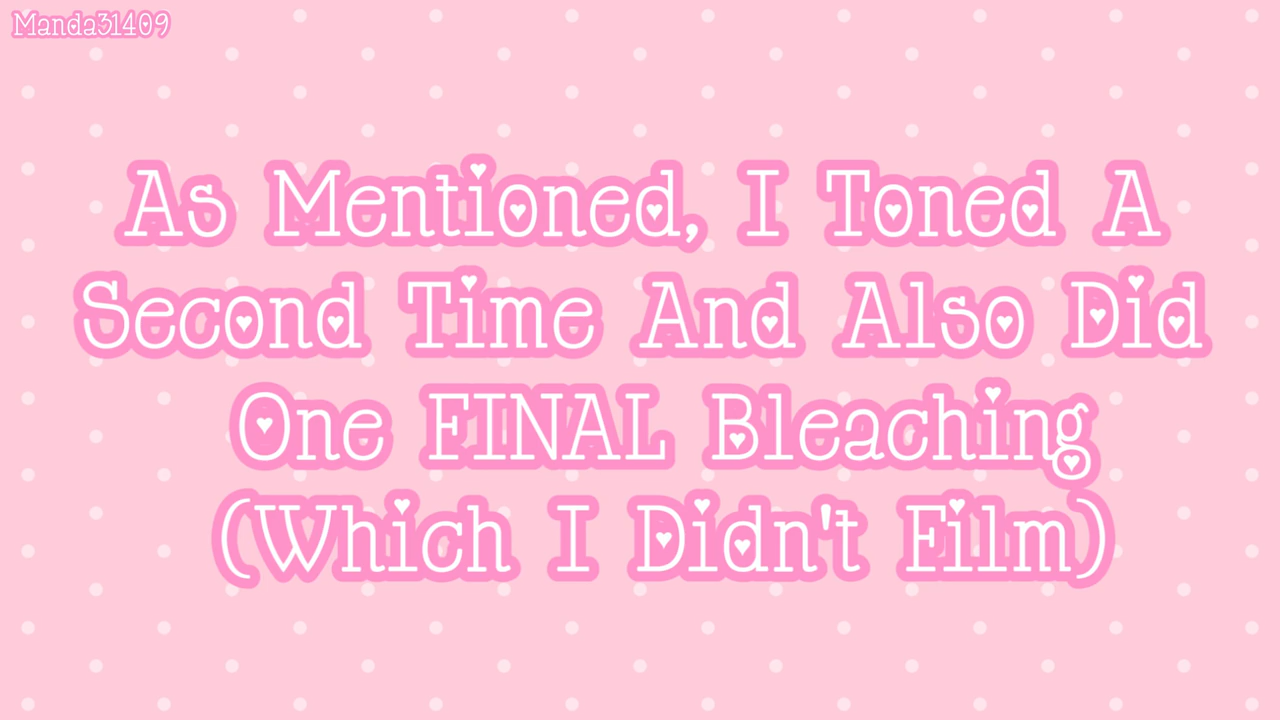 Manda31409
As Mentioned, I Toned A
Second Time And Also Did
One FINAL Bleaching
(Which I Didn't Film)